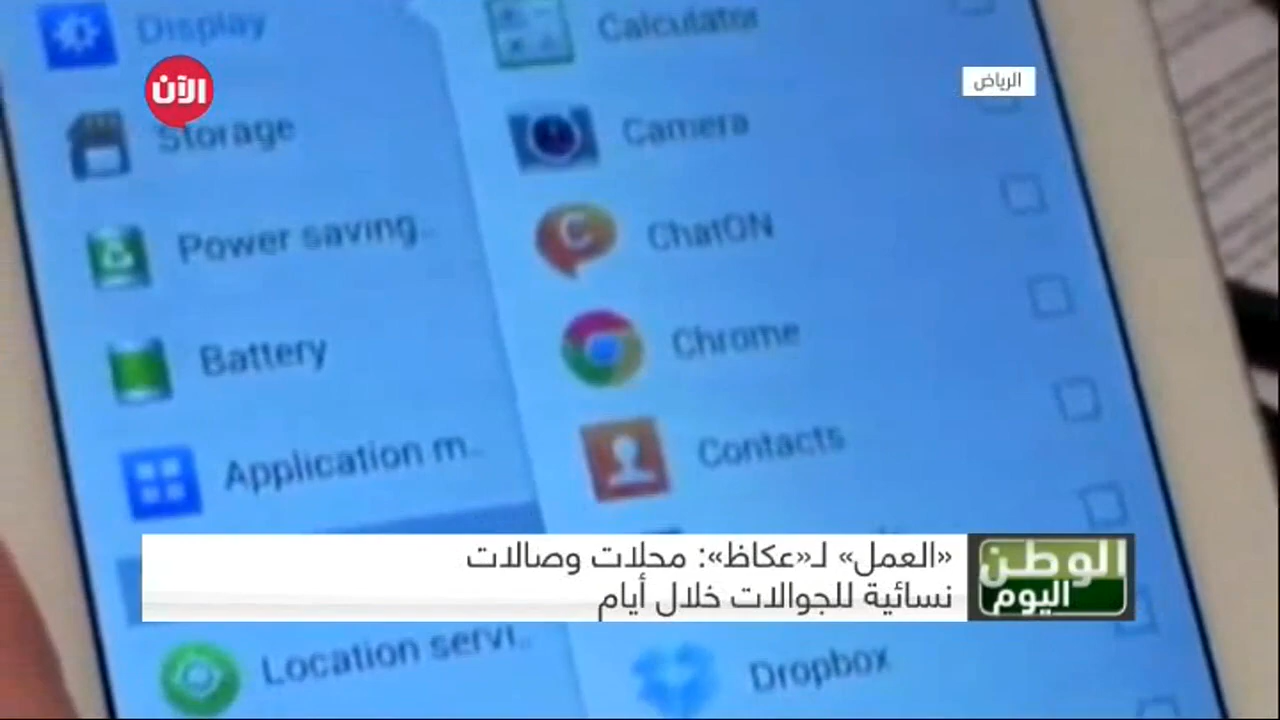 Display
Calculator
الآن
الرياض
Storage
Camera
Power saving..
ChatON
Battery
Chrome
Application m..
Contacts
«العمل» لـ«عكاظ»: محلات وصالات
نسائية للجوالات خلال أيام
الوطن
اليوم
Location servi..
Dropbox